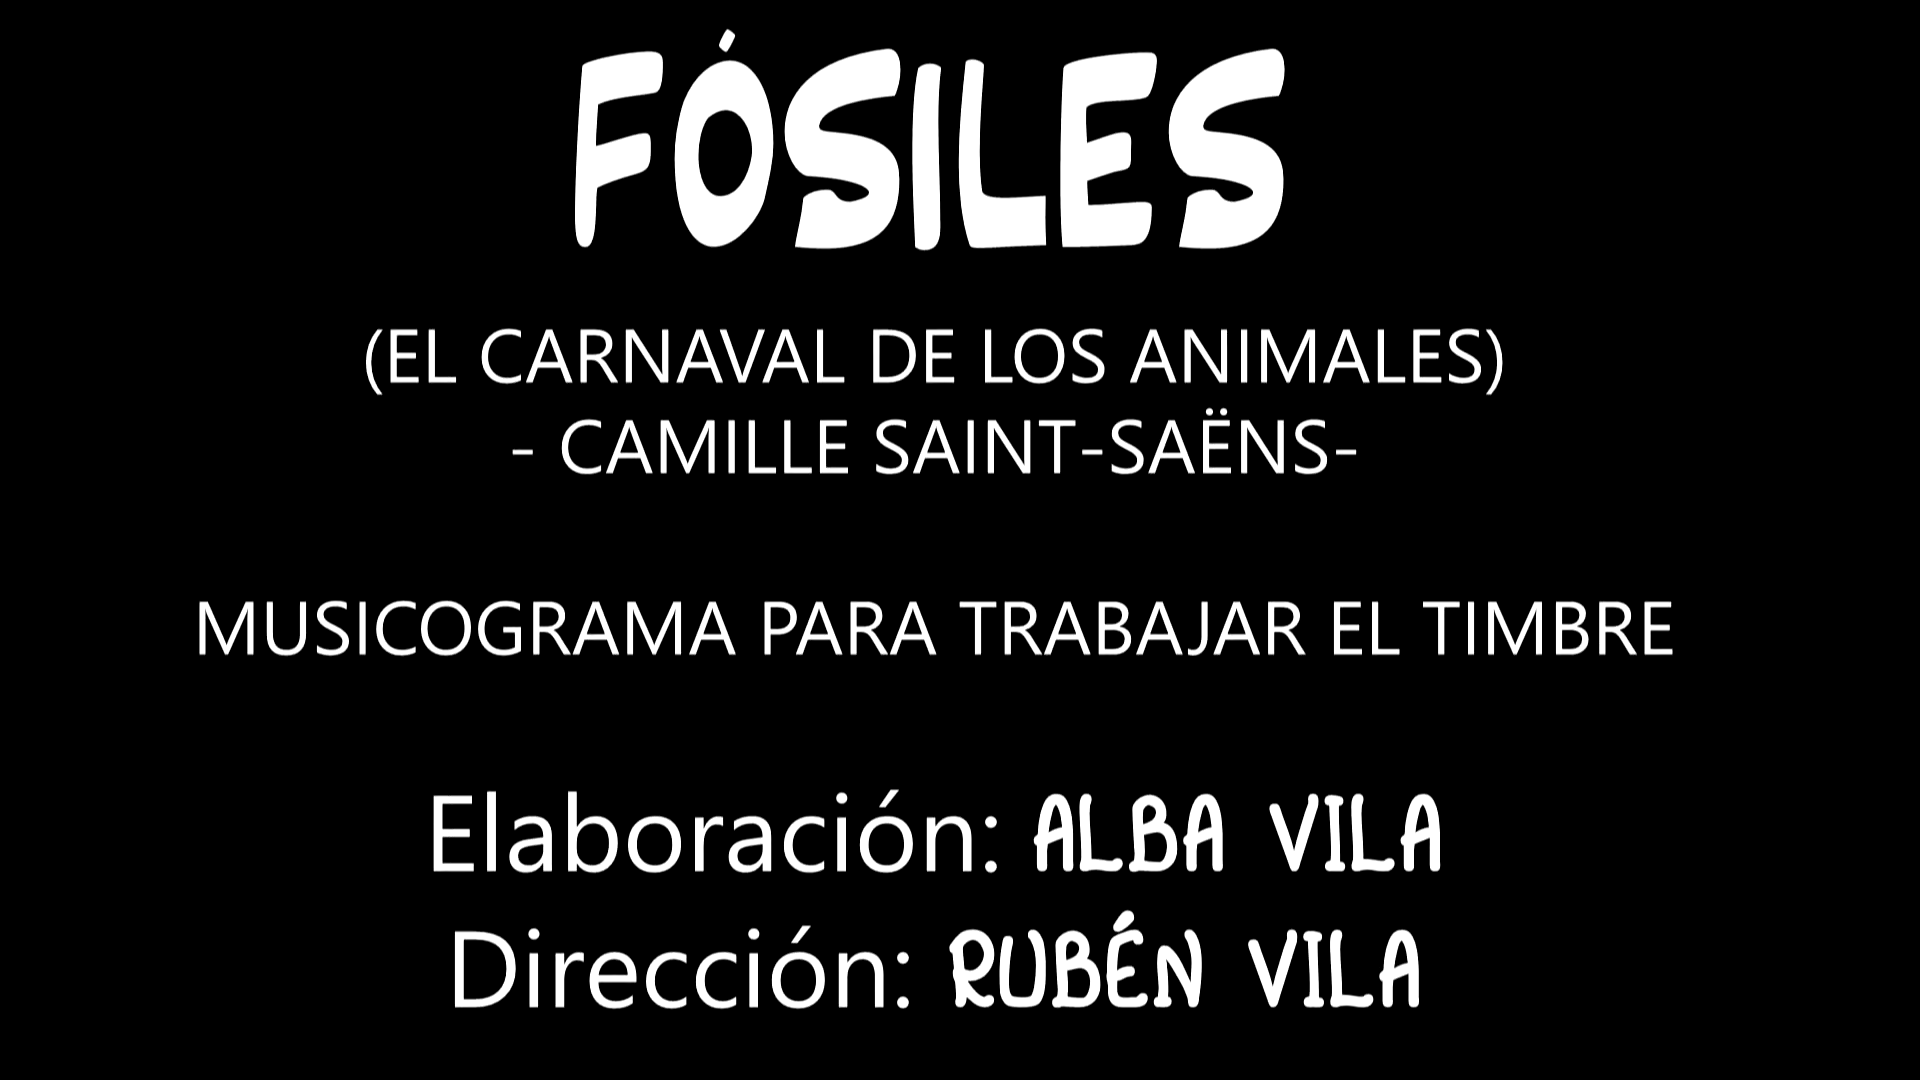 FÓSILES
(EL CARNAVAL DE LOS ANIMALES)
- CAMILLE SAINT-SAËNS-
MUSICOGRAMA PARA TRABAJAR EL TIMBRE
Elaboración: ALBA VILA
Dirección: RUBÉN VILA